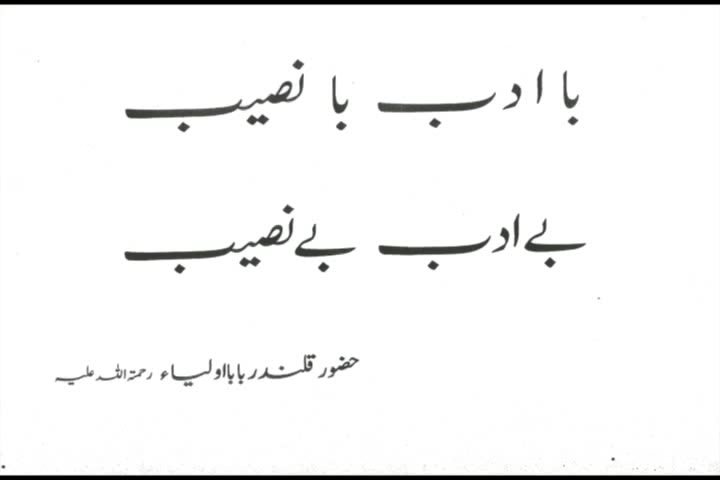 با ادب با نصیب
بے ادب بے نصیب
حضور قلندر بابا اولیاء رحمۃ اللہ علیہ